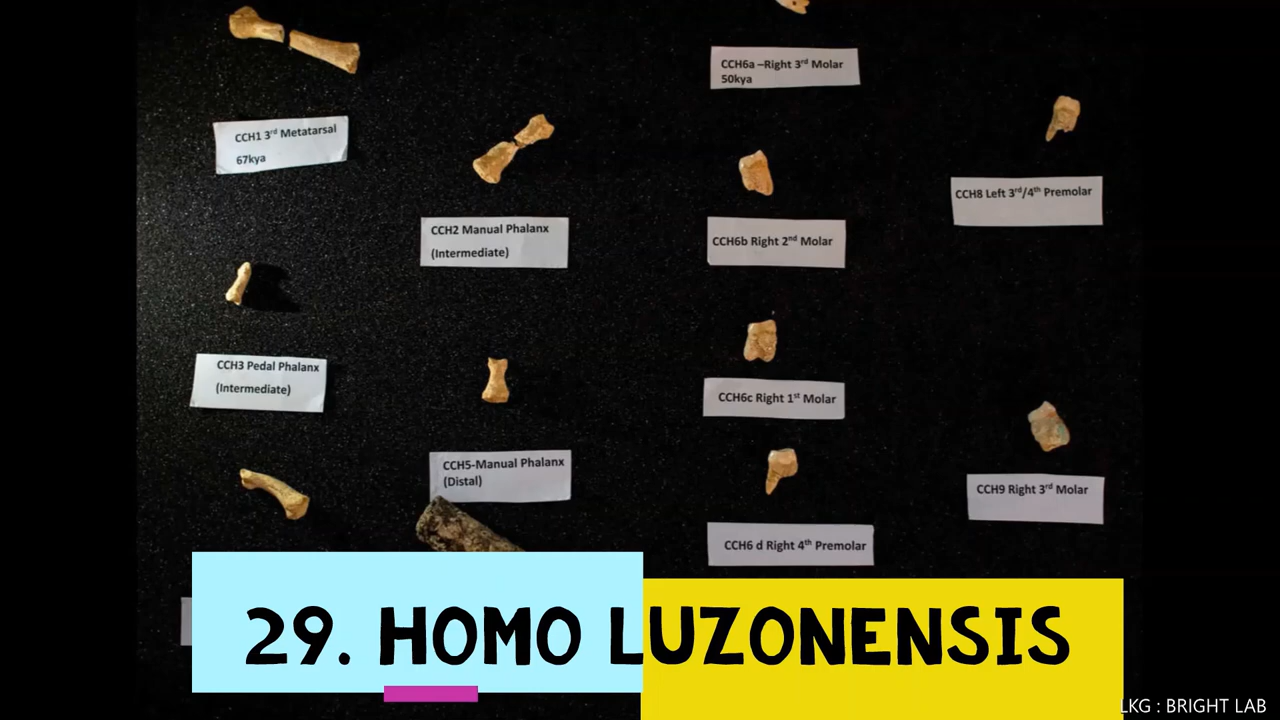 CCH6a –Right 3rd Molar
50kya
CCH1 3rd Metatarsal
67kya
CCH8 Left 3rd/4th Premolar
CCH2 Manual Phalanx
(Intermediate)
CCH6b Right 2nd Molar
CCH3 Pedal Phalanx
(Intermediate)
CCH6c Right 1st Molar
CCH5-Manual Phalanx
(Distal)
CCH9 Right 3rd Molar
CCH6 d Right 4th Premolar
29. HOMO LUZONENSIS
LKG : BRIGHT LAB